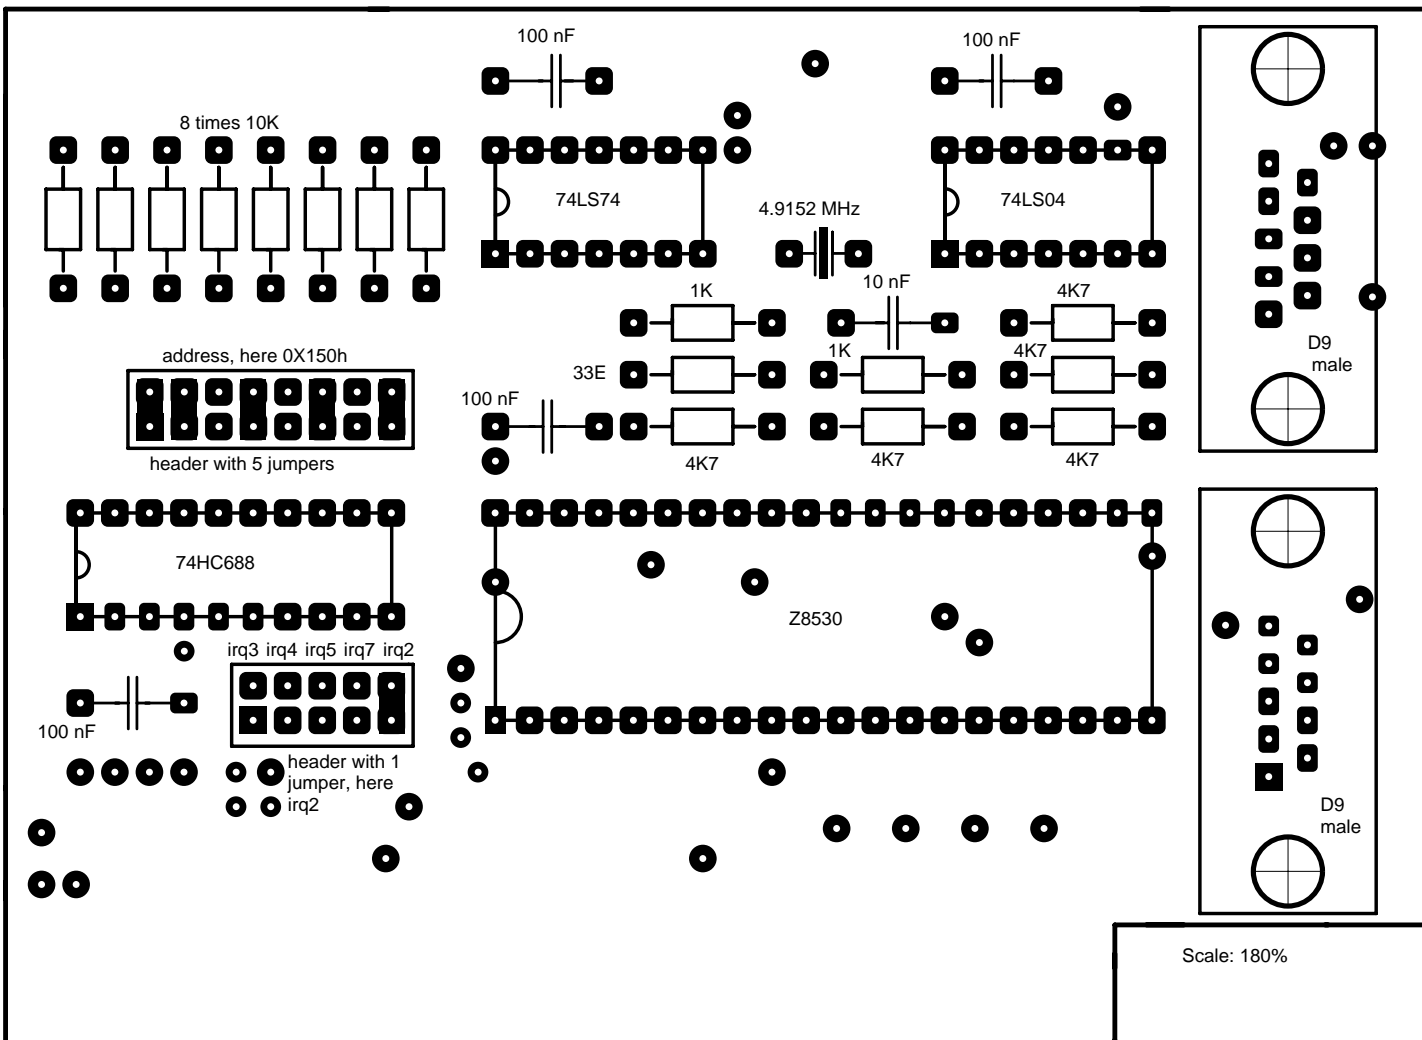 100 nF
100 nF
8 times 10K
74LS74
74LS04
4.9152 MHz
10 nF
1K
4K7
address, here 0X150h
1K
4K7
D9
male
33E
100 nF
header with 5 jumpers
4K7
4K7
4K7
74HC688
Z8530
irq3 irq4 irq5 irq7 irq2
100 nF
header with 1
jumper, here
irq2
D9
male
Scale: 180%